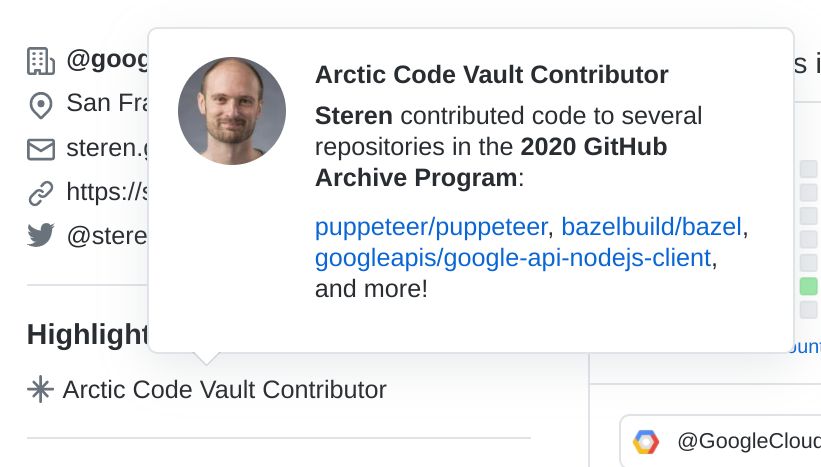 @goog
San Fra
steren.g
https://s
@stere
Highlight
Arctic Code Vault Contributor
Arctic Code Vault Contributor
Steren contributed code to several
repositories in the 2020 GitHub
Archive Program:
puppeteer/puppeteer, bazelbuild/bazel,
googleapis/google-api-nodejs-client,
and more!
s i
ount
@GoogleCloud